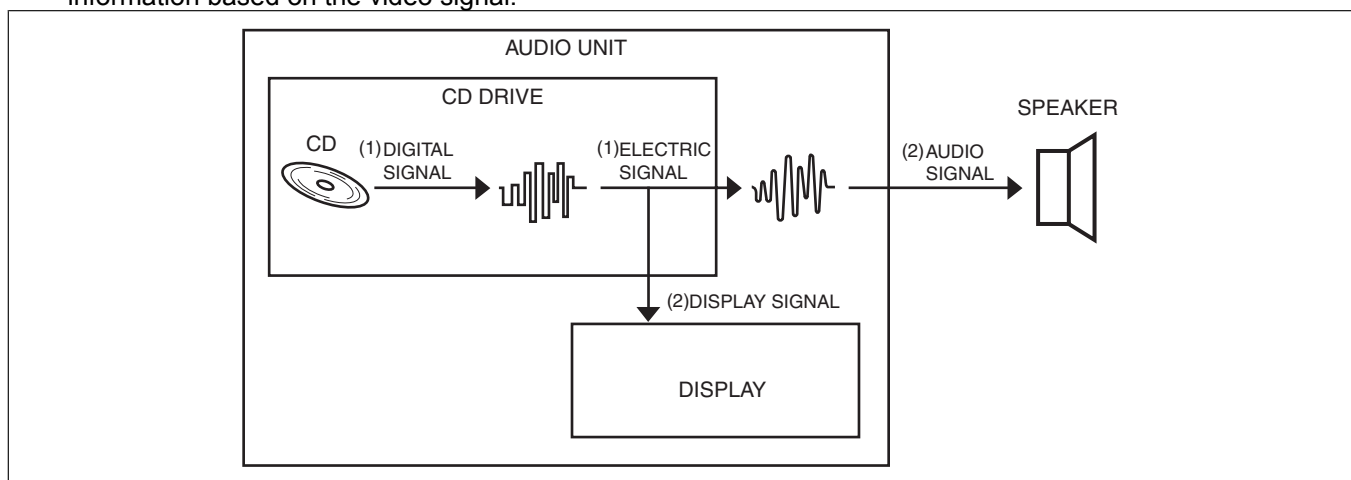 information based on the video signal.
AUDIO UNIT
CD DRIVE
SPEAKER
CD
(1)DIGITAL
SIGNAL
(1)ELECTRIC
SIGNAL
(2)AUDIO
SIGNAL
(2)DISPLAY SIGNAL
DISPLAY